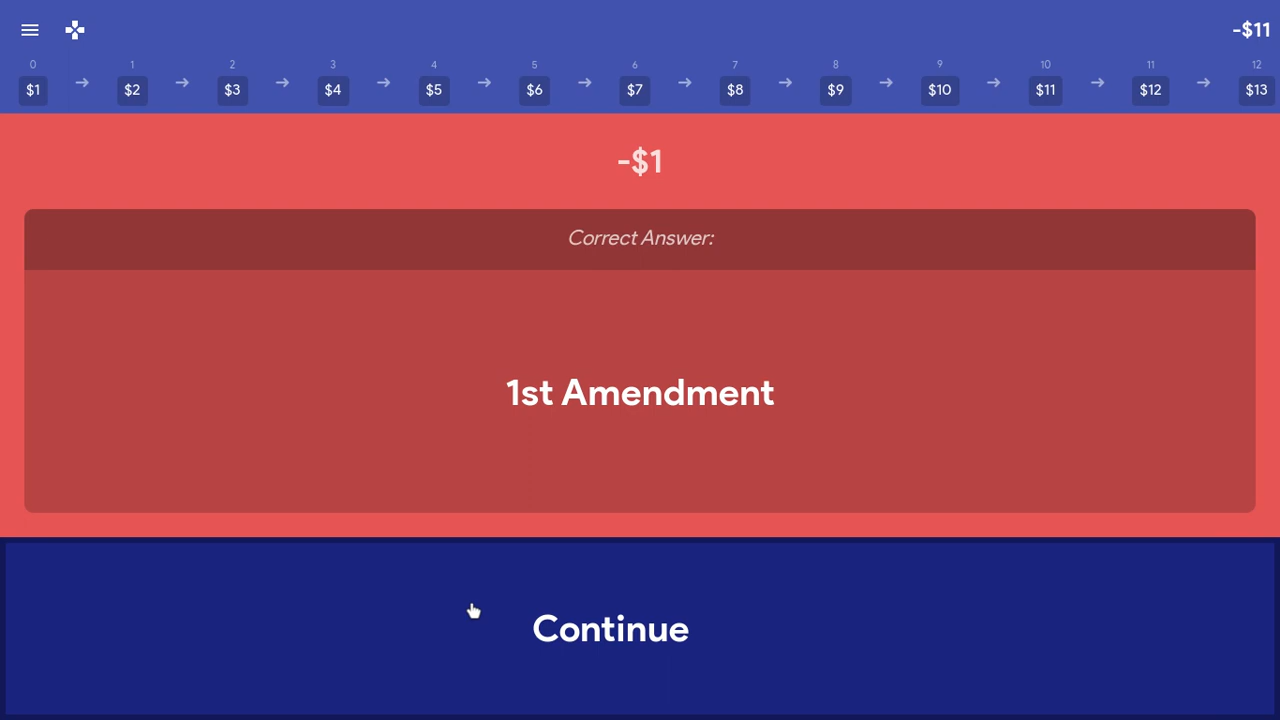 -$11
0 1 2 3 4 5 6 7 8 9 10 11 12
$1 → $2 → $3 → $4 → $5 → $6 → $7 → $8 → $9 → $10 → $11 → $12 → $13
-$1
Correct Answer:
1st Amendment
Continue